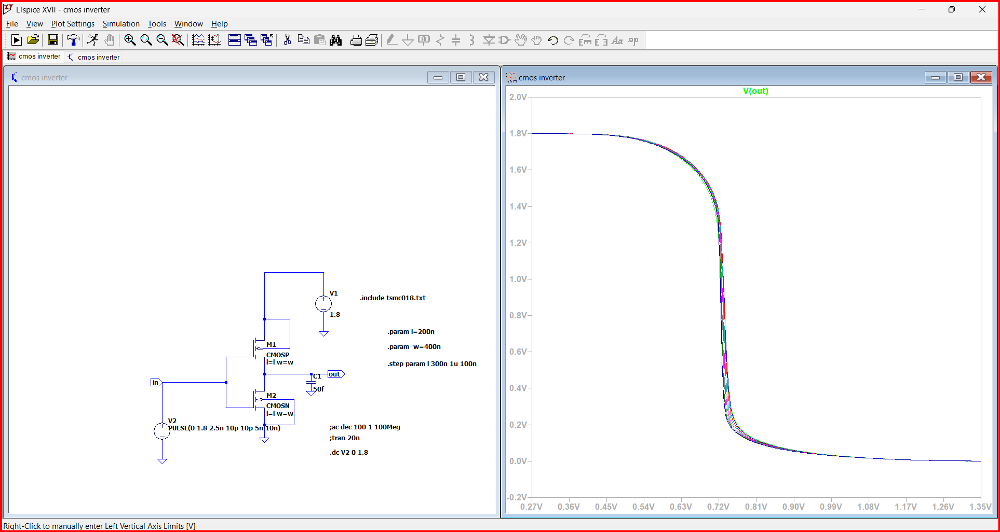 LTspice XVII - cmos inverter
File View Plot Settings Simulation Tools Window Help
cmos inverter cmos inverter
cmos inverter
V1
1.8
.include tsmc018.txt
.param l=200n
.param  w=400n
.step param l 300n 1u 100n
M1
CMOSP
l=l w=w
in
out
C1
50f
M2
CMOSN
l=l w=w
V2
PULSE(0 1.8 2.5n 10p 10p 5n 10n)
;ac dec 100 1 100Meg
;tran 20n
.dc V2 0 1.8
cmos inverter
V(out)
2.0V
1.8V
1.6V
1.4V
1.2V
1.0V
0.8V
0.6V
0.4V
0.2V
0.0V
-0.2V
0.27V 0.36V 0.45V 0.54V 0.63V 0.72V 0.81V 0.90V 0.99V 1.08V 1.17V 1.26V 1.35V
Right-Click to manually enter Left Vertical Axis Limits [V]